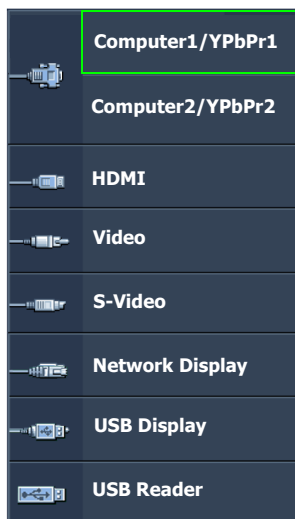 Computer1/YPbPr1
Computer2/YPbPr2
HDMI
Video
S-Video
Network Display
USB Display
USB Reader